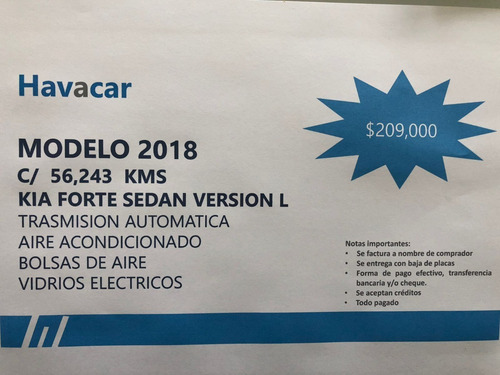 Havacar
$209,000
MODELO 2018
C/ 56,243 KMS
KIA FORTE SEDAN VERSION L
TRASMISION AUTOMATICA
AIRE ACONDICIONADO
BOLSAS DE AIRE
VIDRIOS ELECTRICOS
Notas importantes:
• Se factura a nombre de comprador
• Se entrega con baja de placas
• Forma de pago efectivo, transferencia
bancaria y/o cheque.
• Se aceptan créditos
• Todo pagado